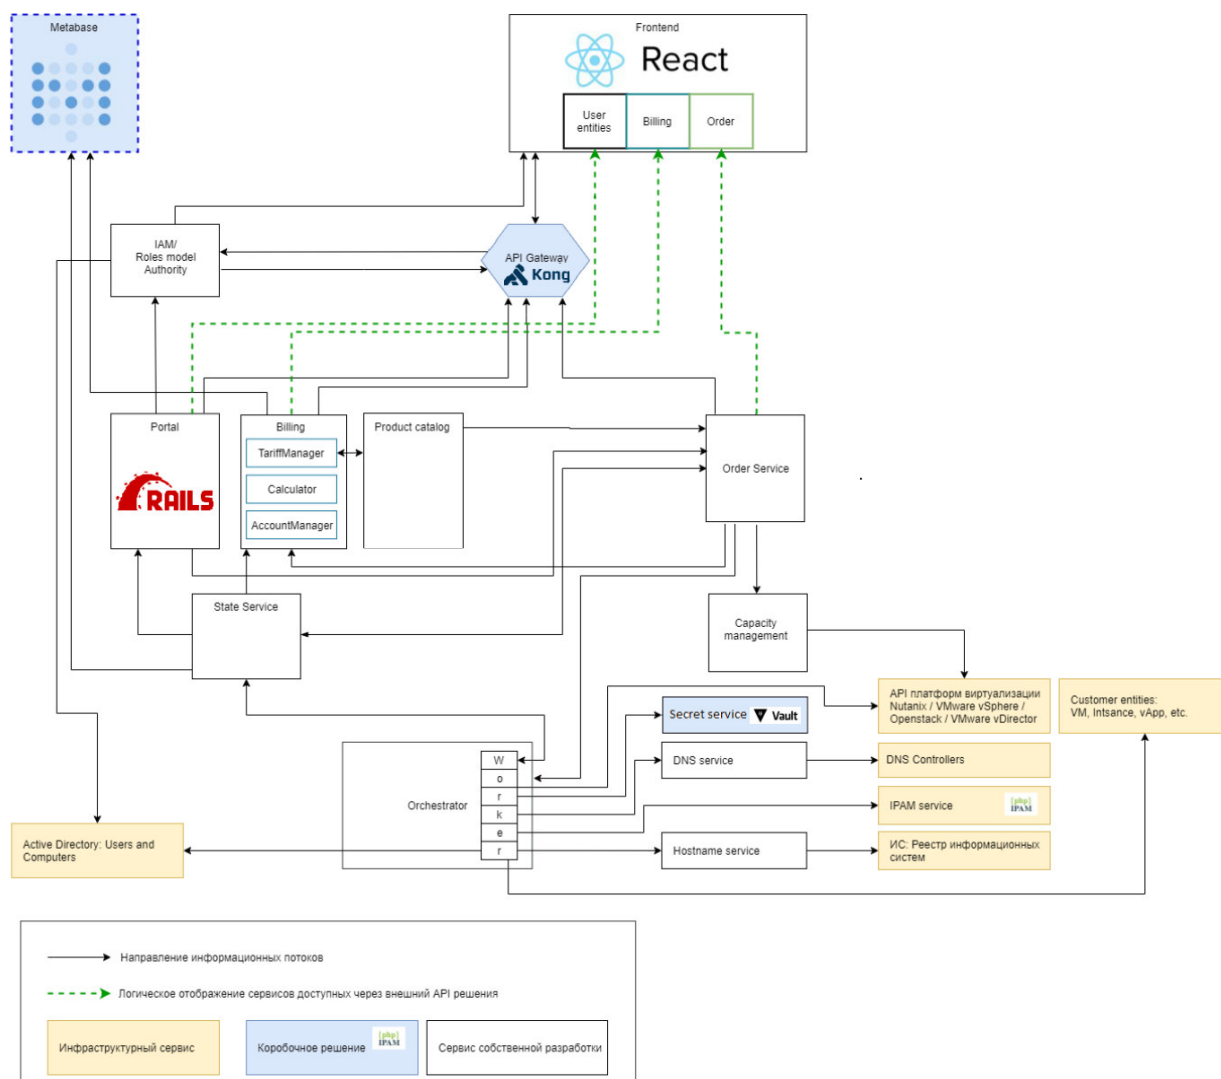 Metabase
Frontend
React
User
entities
Billing
Order
IAM/
Roles model
Authority
API Gateway
Kong
Portal
RAILS
Billing
TariffManager
Calculator
AccountManager
Product catalog
Order Service
State Service
Capacity
management
API платформ виртуализации
Nutanix / VMware vSphere /
Openstack / VMware vDirector
Customer entities:
VM, Intsance, vApp, etc.
Secret service
Vault
DNS service
DNS Controllers
Orchestrator
W
o
r
k
e
r
IPAM service
{php}
IPAM
Hostname service
ИС: Реестр информационных
систем
Active Directory: Users and
Computers
Направление информационных потоков
Логическое отображение сервисов доступных через внешний API решения
Инфраструктурный сервис
Коробочное решение
{php}
IPAM
Сервис собственной разработки